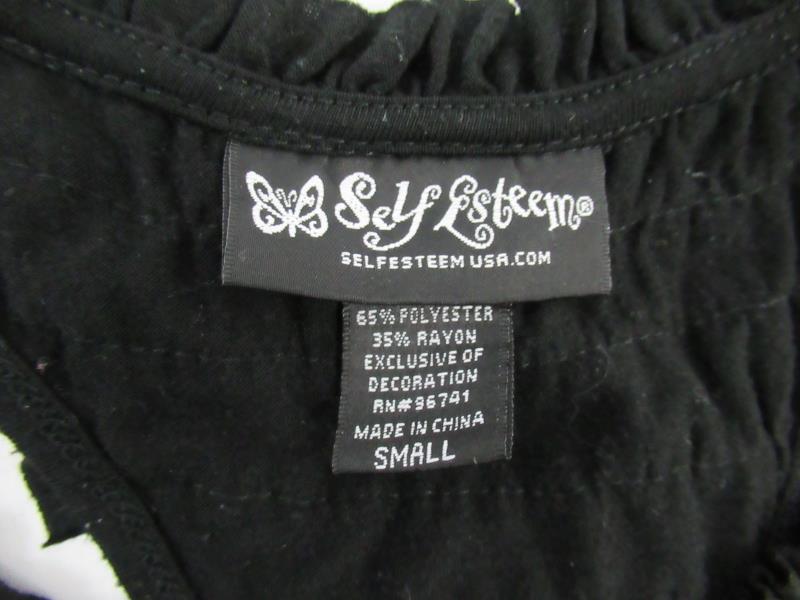 Self Esteem®
SELFESTEEMUSA.COM
65% POLYESTER
35% RAYON
EXCLUSIVE OF
DECORATION
RN#96741
MADE IN CHINA
SMALL